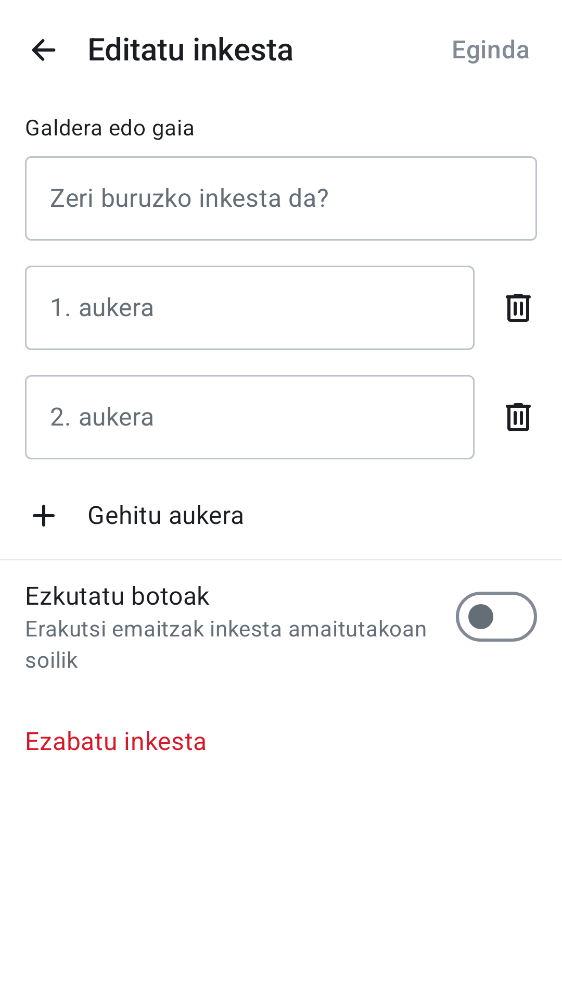 Editatu inkesta
Eginda
Galdera edo gaia
Zeri buruzko inkesta da?
1. aukera
2. aukera
Gehitu aukera
Ezkutatu botoak
Erakutsi emaitzak inkesta amaitutakoan
soilik
Ezabatu inkesta